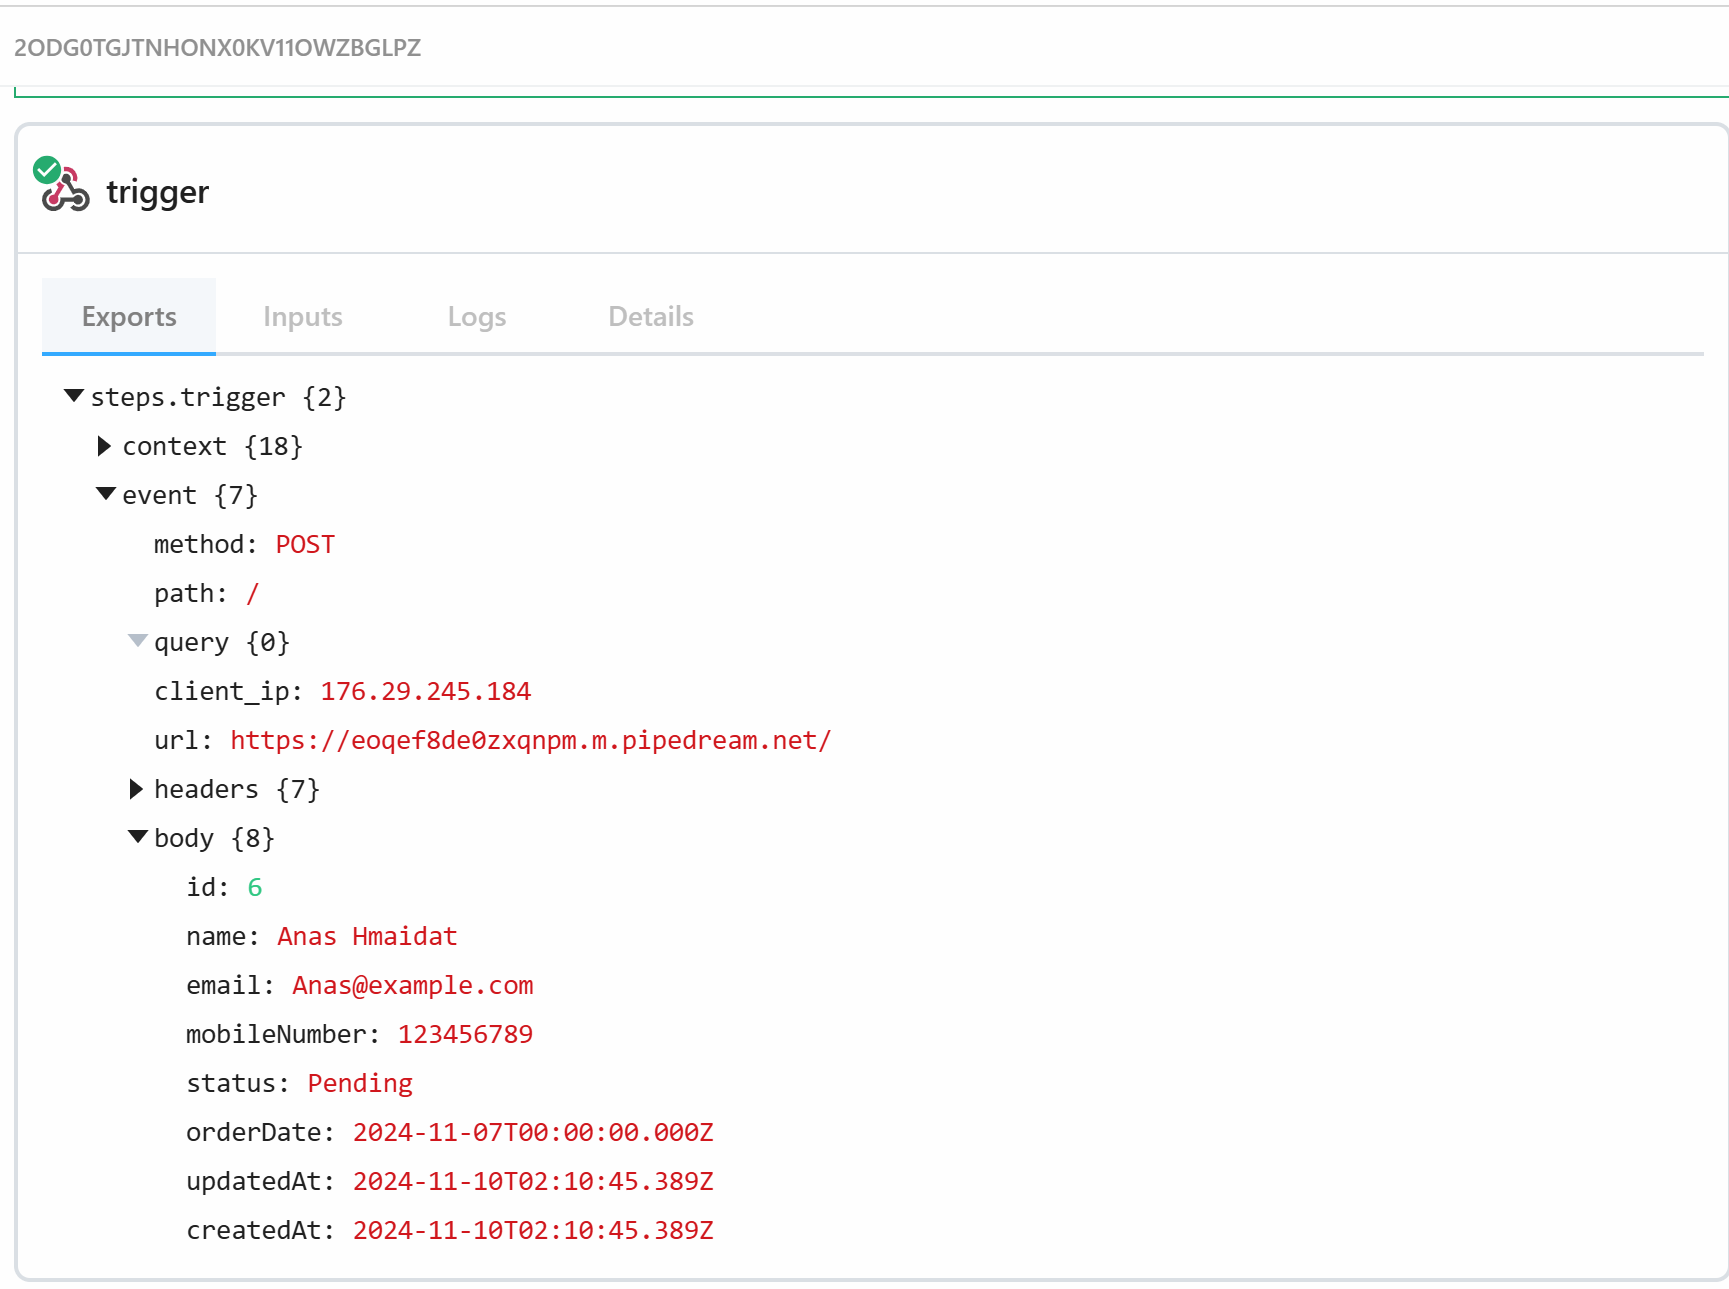 2ODG0TGJTNHONX0KV11OWZBGLPZ
trigger
Exports Inputs Logs Details
steps.trigger {2}
context {18}
event {7}
method: POST
path: /
query {0}
client_ip: 176.29.245.184
url: https://eoqef8de0zxqnpm.m.pipedream.net/
headers {7}
body {8}
id: 6
name: Anas Hmaidat
email: Anas@example.com
mobileNumber: 123456789
status: Pending
orderDate: 2024-11-07T00:00:00.000Z
updatedAt: 2024-11-10T02:10:45.389Z
createdAt: 2024-11-10T02:10:45.389Z